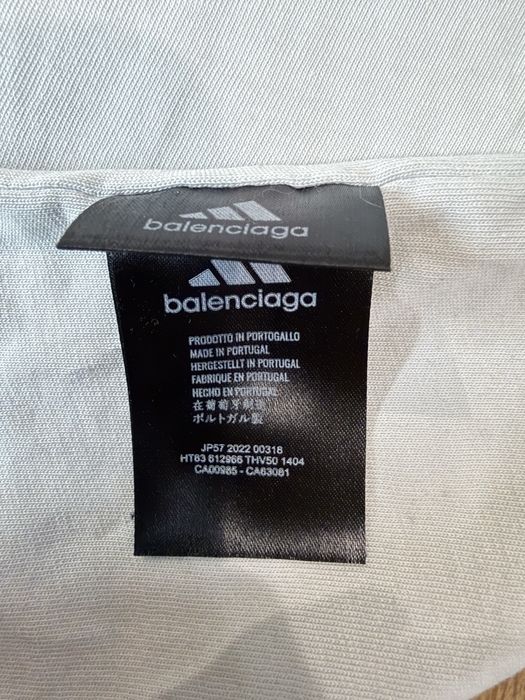 balenciaga
balenciaga
PRODOTTO IN PORTOGALLO
MADE IN PORTUGAL
HERGESTELLT IN PORTUGAL
FABRIQUE EN PORTUGAL
HECHO EN PORTUGAL
在葡萄牙制造
ポルトガル製
JP57 2022 00318
HT63 612966 THV50 1404
CA00985 - CA63081